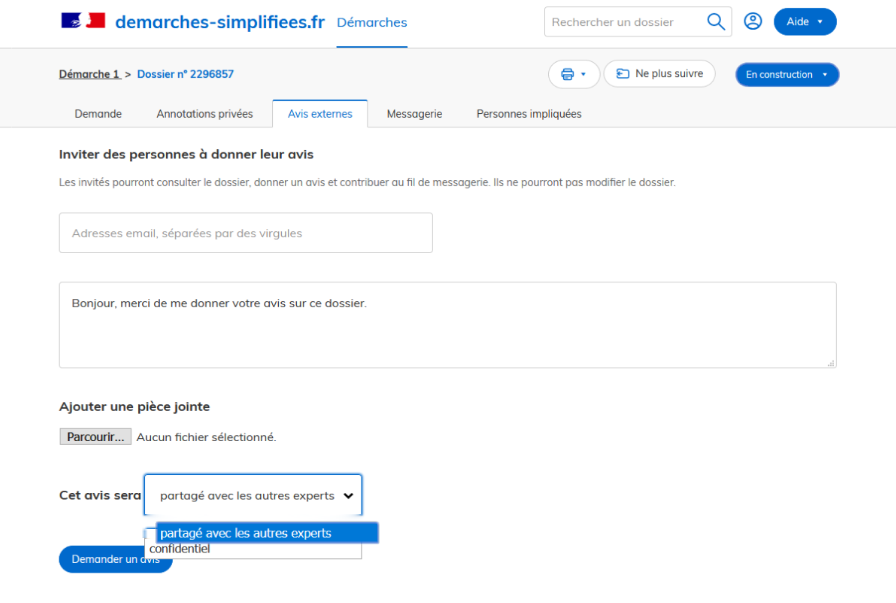 demarches-simplifiees.fr Démarches Rechercher un dossier Aide
Démarche 1 > Dossier n° 2296857 Ne plus suivre En construction
Demande Annotations privées Avis externes Messagerie Personnes impliquées
Inviter des personnes à donner leur avis
Les invités pourront consulter le dossier, donner un avis et contribuer au fil de messagerie. Ils ne pourront pas modifier le dossier.
Adresses email, séparées par des virgules
Bonjour, merci de me donner votre avis sur ce dossier.
Ajouter une pièce jointe
Parcourir... Aucun fichier sélectionné.
Cet avis sera partagé avec les autres experts
partagé avec les autres experts
confidentiel
Demander un avis